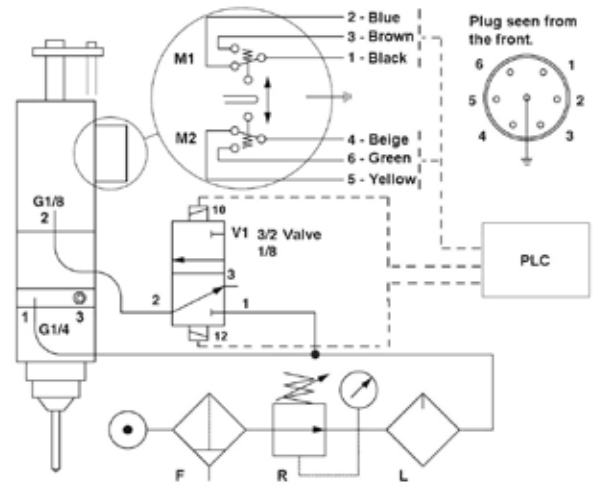 2 - Blue
3 - Brown
1 - Black
M1
M2
4 - Beige
6 - Green
5 - Yellow
Plug seen from
the front.
6
1
5
2
4
3
G1/8
2
10
V1 3/2 Valve
1/8
3
2
1
12
PLC
1
3
G1/4
F
R
L